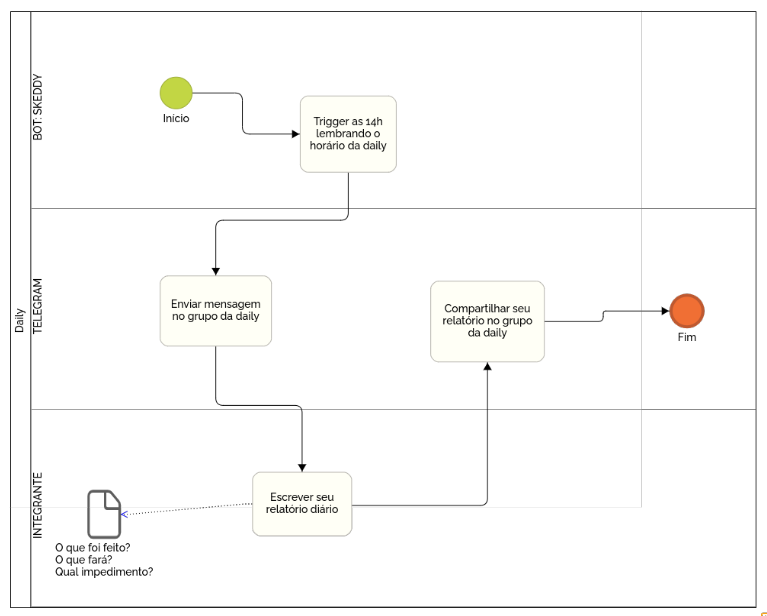 Daily
BOT: SKEDDY
Início
Trigger as 14h
lembrando o
horário da daily
TELEGRAM
Enviar mensagem
no grupo da daily
Compartilhar seu
relatório no grupo
da daily
Fim
INTEGRANTE
Escrever seu
relatório diário
O que foi feito?
O que fará?
Qual impedimento?